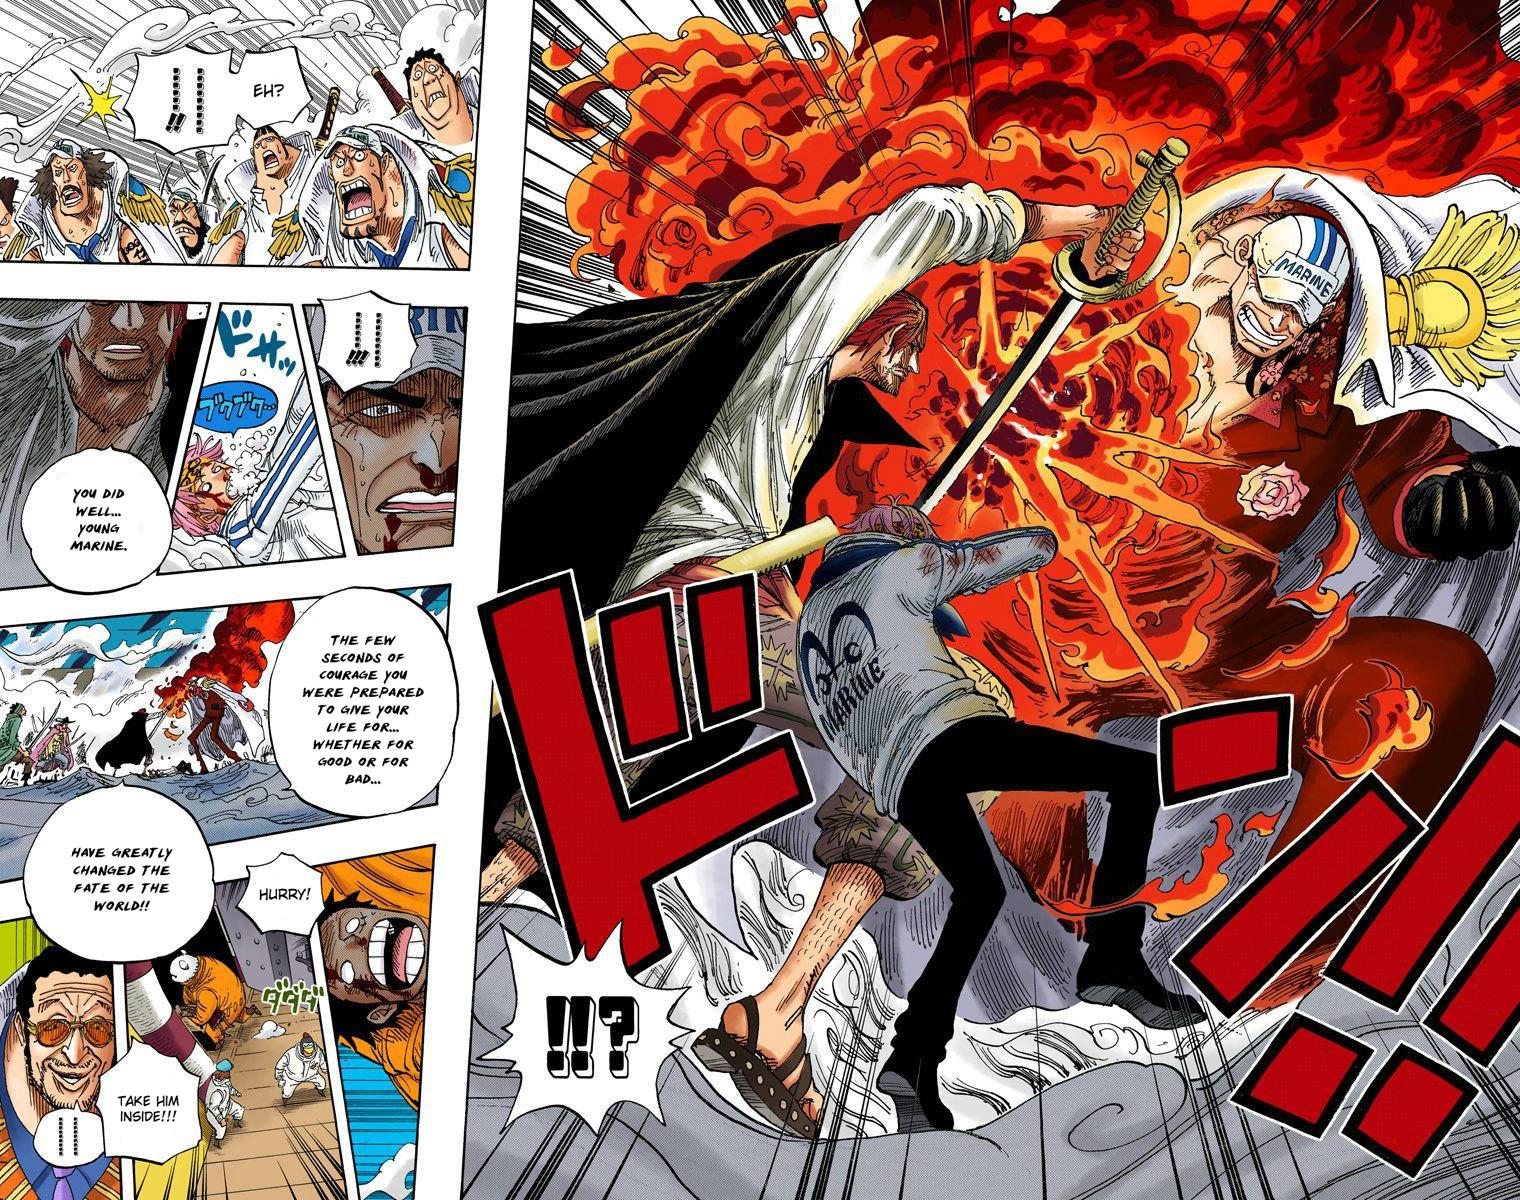 MARINE
MARINE
ドン!!
!!?
!!
EH?
!!!
RIN
ドサッ
ブクブク…
YOU DID
WELL...
YOUNG
MARINE.
THE FEW
SECONDS OF
COURAGE YOU
WERE PREPARED
TO GIVE YOUR
LIFE FOR...
WHETHER FOR
GOOD OR FOR
BAD...
HAVE GREATLY
CHANGED THE
FATE OF THE
WORLD!!
HURRY!
ダダダ
TAKE HIM
INSIDE!!!
!!